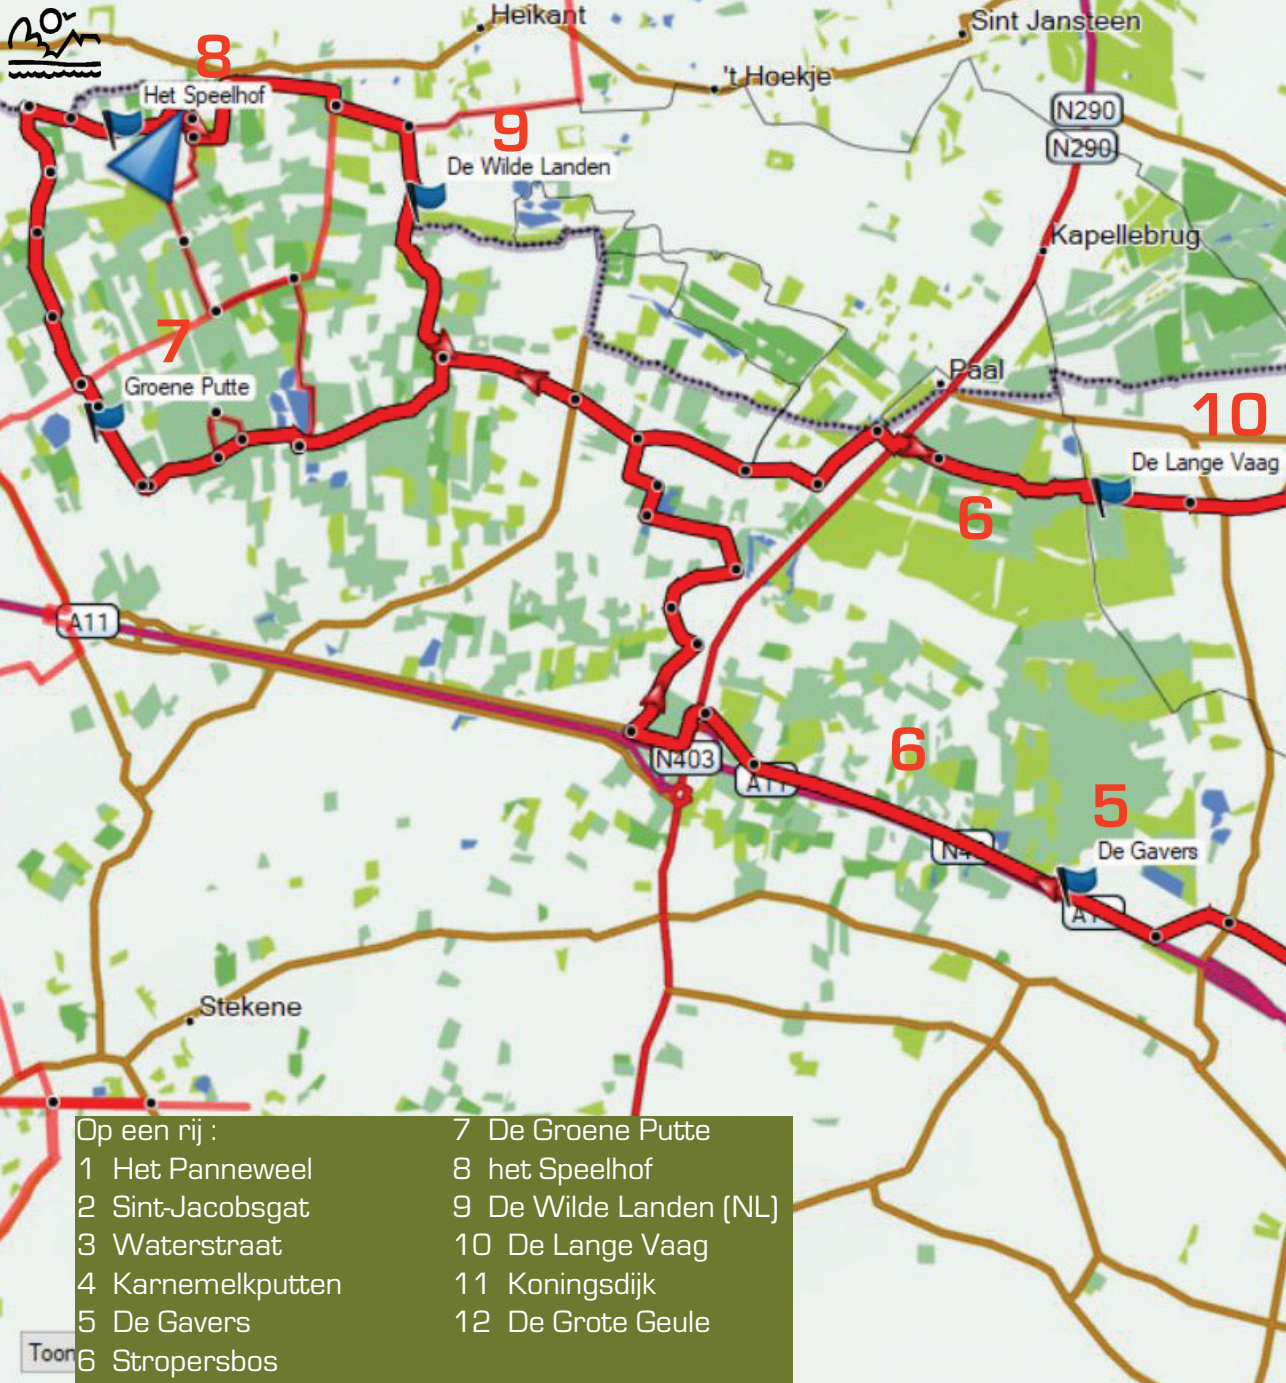 Heikant
Sint Jansteen
8
't Hoekje
Het Speelhof
N290
9
N290
De Wilde Landen
Kapellebrug
7
Paal
Groene Putte
10
De Lange Vaag
6
A11
6
N403
A11
5
De Gavers
Stekene
Op een rij :
1 Het Panneweel
2 Sint-Jacobsgat
3 Waterstraat
4 Karnemelkputten
5 De Gavers
6 Stropersbos
7 De Groene Putte
8 het Speelhof
9 De Wilde Landen (NL)
10 De Lange Vaag
11 Koningsdijk
12 De Grote Geule
Toon